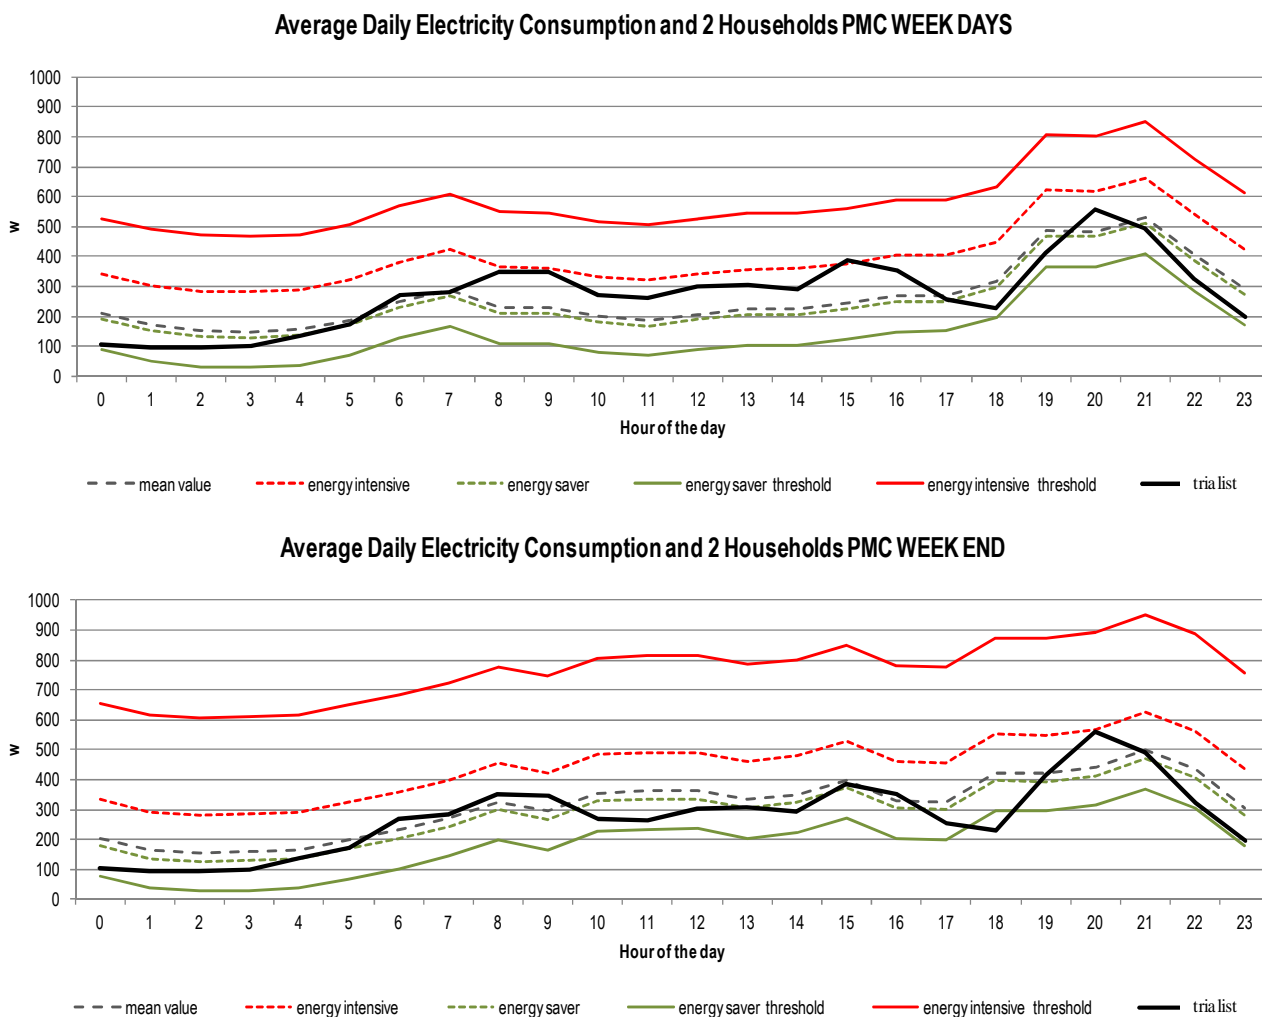 Average Daily Electricity Consumption and 2 Households PMC WEEK DAYS
1000
900
800
700
600
500
400
300
200
100
0
w
0 1 2 3 4 5 6 7 8 9 10 11 12 13 14 15 16 17 18 19 20 21 22 23
Hour of the day
mean value energy intensive energy saver energy saver threshold energy intensive threshold trialist
Average Daily Electricity Consumption and 2 Households PMC WEEK END
1000
900
800
700
600
500
400
300
200
100
0
w
0 1 2 3 4 5 6 7 8 9 10 11 12 13 14 15 16 17 18 19 20 21 22 23
Hour of the day
mean value energy intensive energy saver energy saver threshold energy intensive threshold trialist